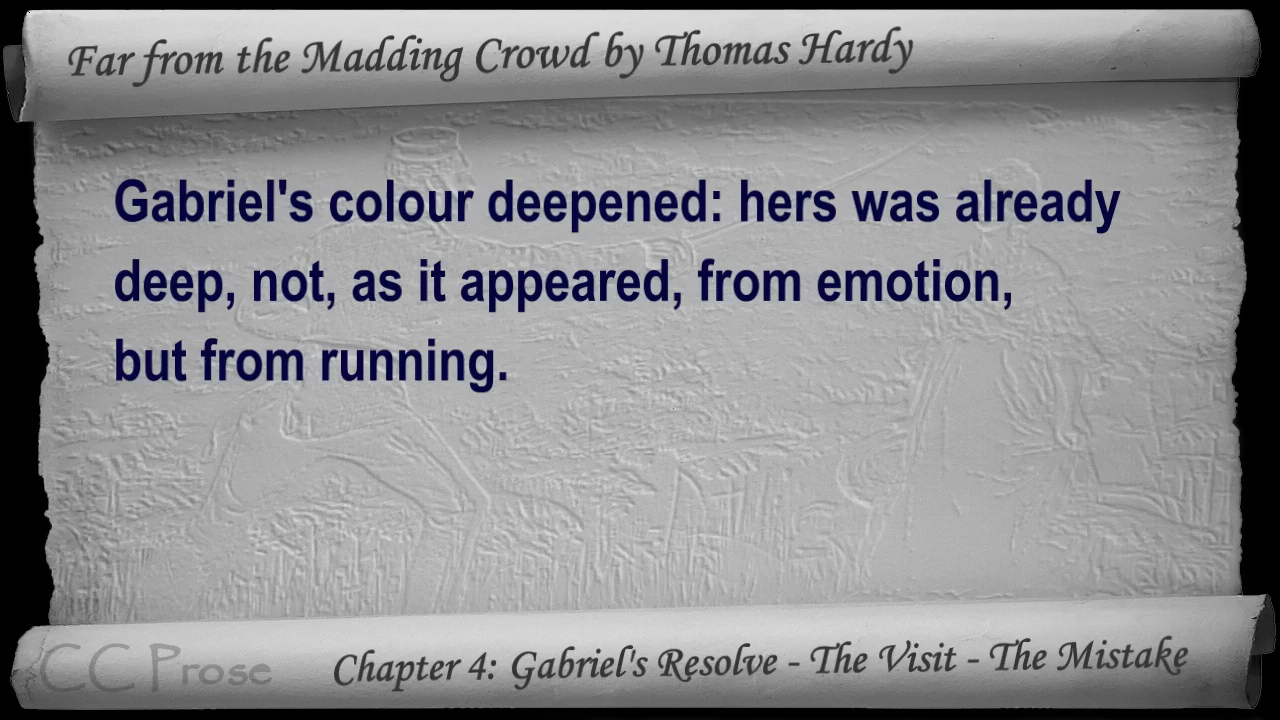 Far from the Madding Crowd by Thomas Hardy
Gabriel's colour deepened: hers was already
deep, not, as it appeared, from emotion,
but from running.
CC Prose
Chapter 4: Gabriel's Resolve - The Visit - The Mistake